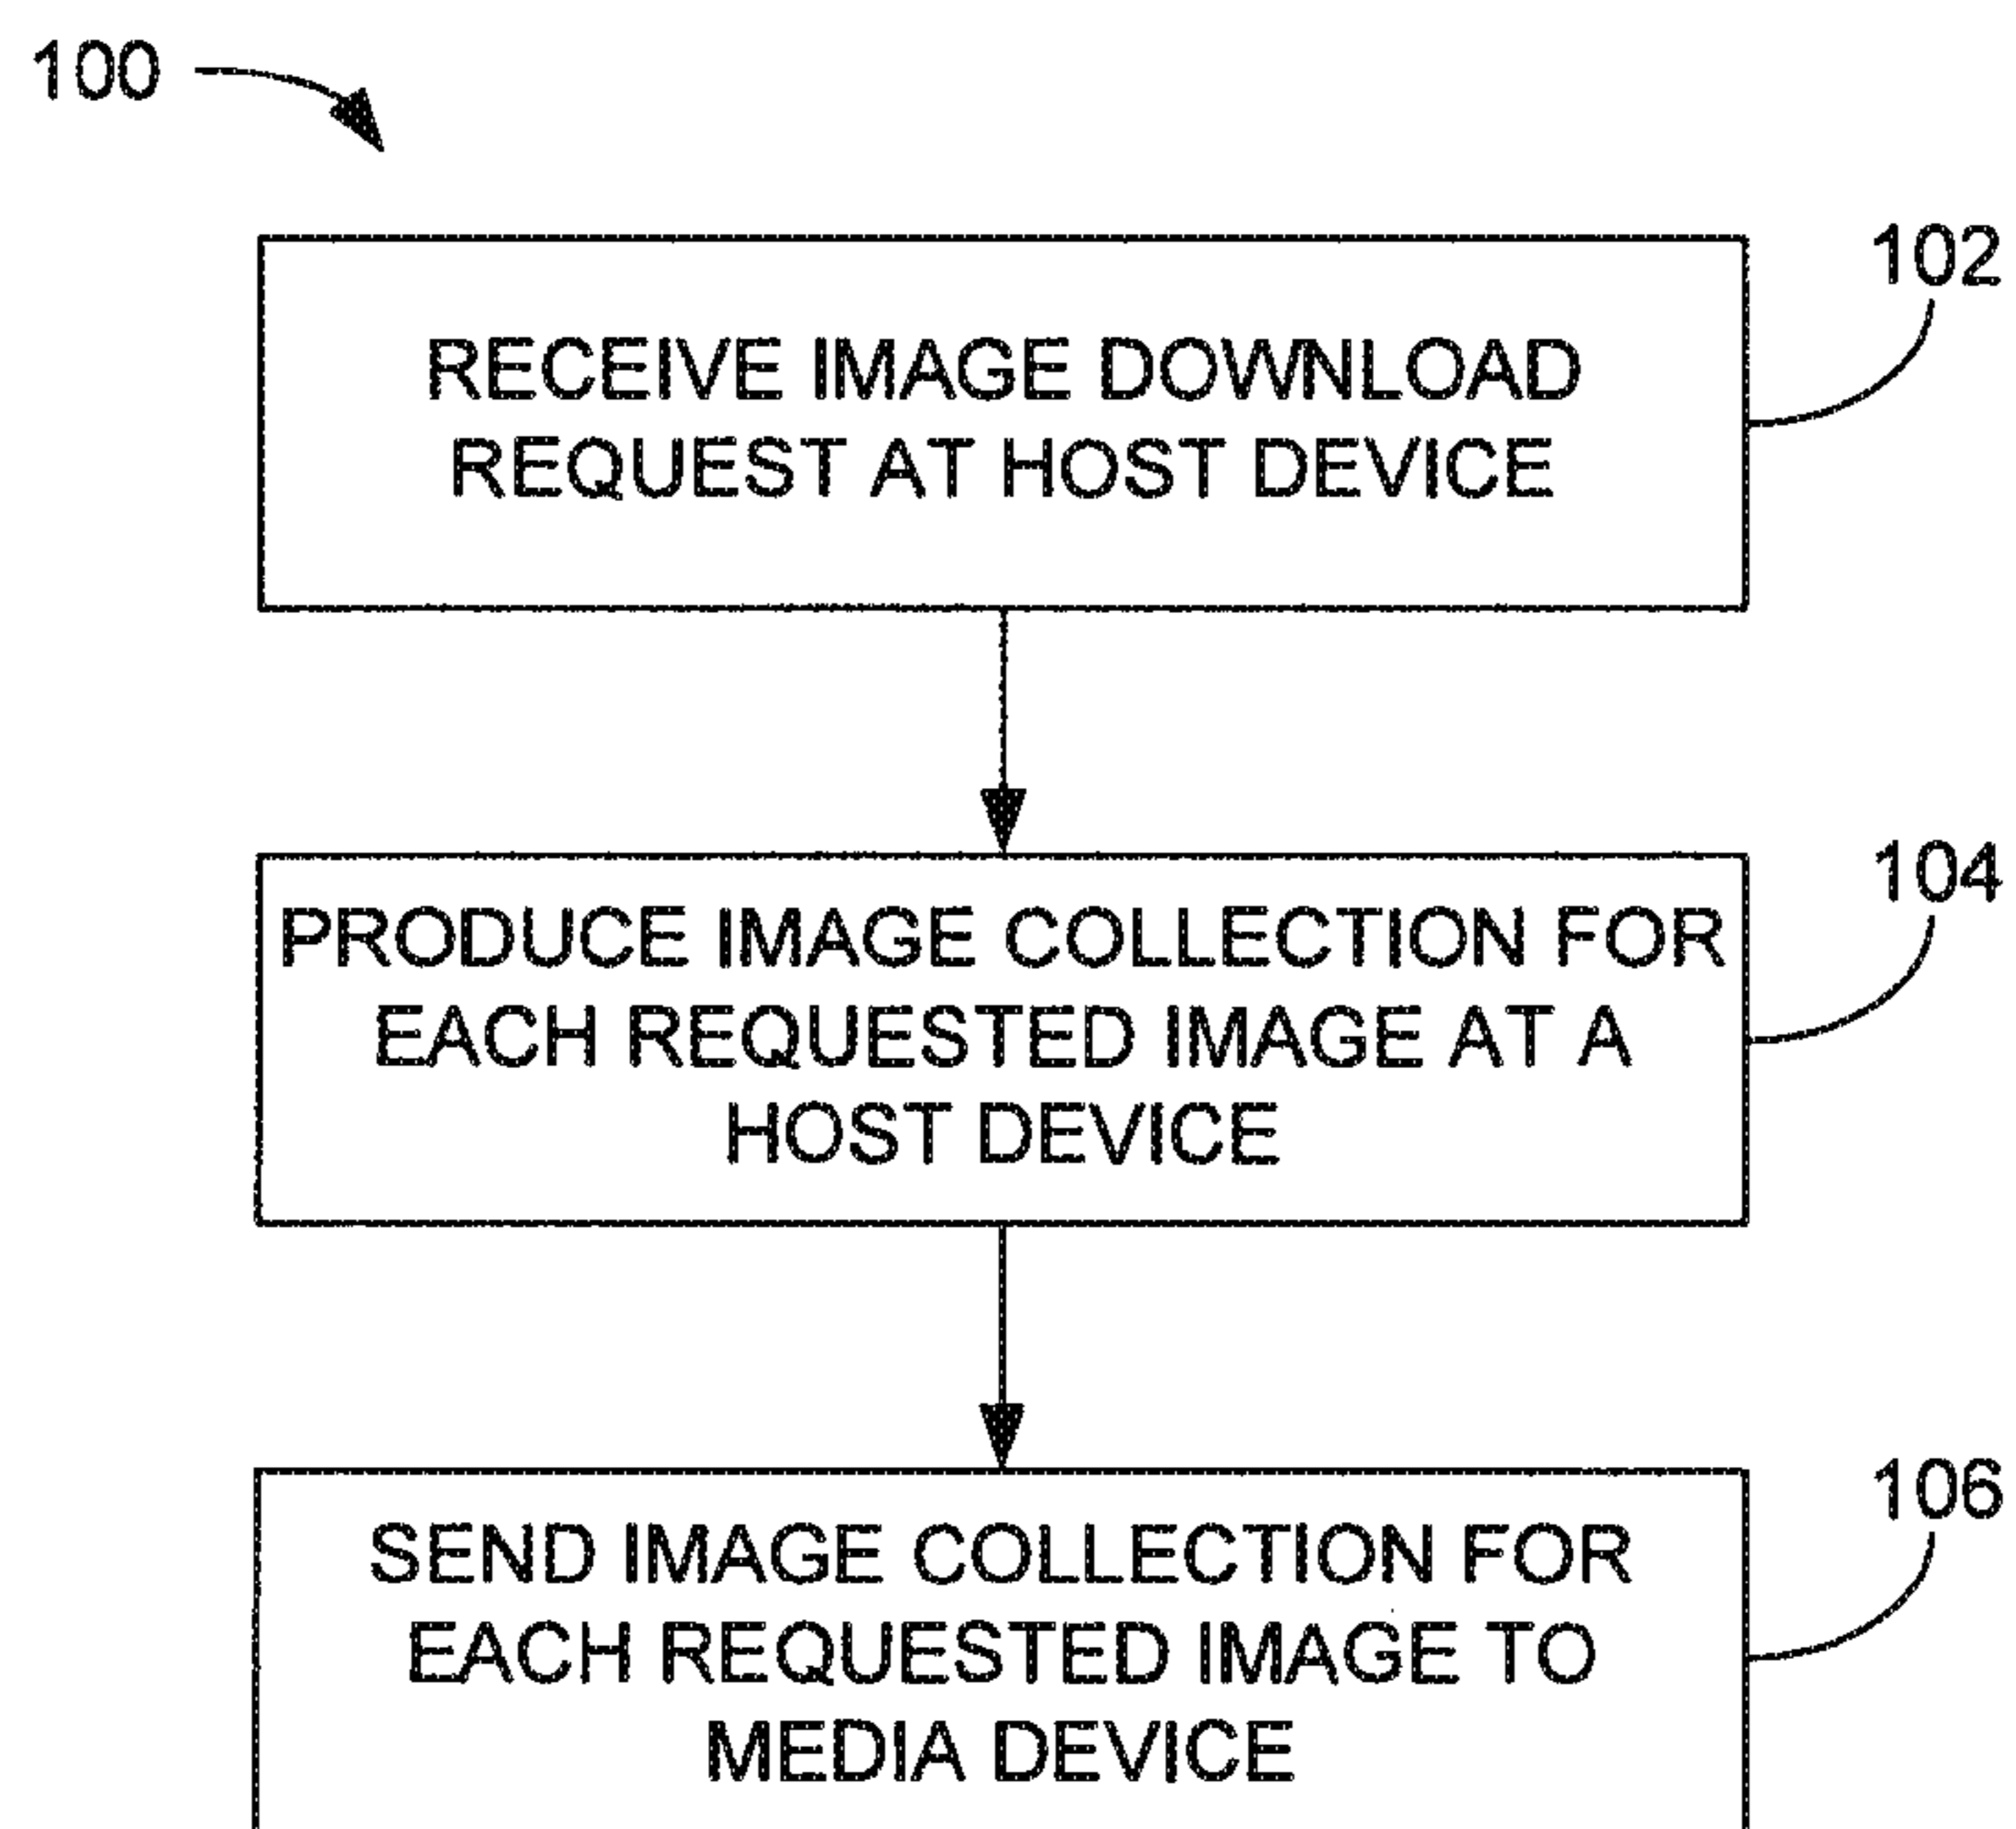 100
102
RECEIVE IMAGE DOWNLOAD
REQUEST AT HOST DEVICE
104
PRODUCE IMAGE COLLECTION FOR
EACH REQUESTED IMAGE AT A
HOST DEVICE
106
SEND IMAGE COLLECTION FOR
EACH REQUESTED IMAGE TO
MEDIA DEVICE